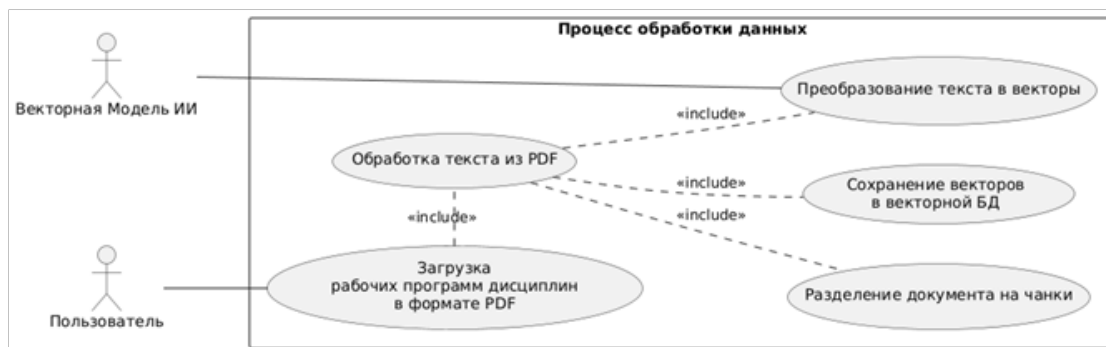 Процесс обработки данных
Векторная Модель ИИ
Преобразование текста в векторы
«include»
Обработка текста из PDF
«include»
Сохранение векторов
в векторной БД
«include»
«include»
Загрузка
рабочих программ дисциплин
в формате PDF
Разделение документа на чанки
Пользователь